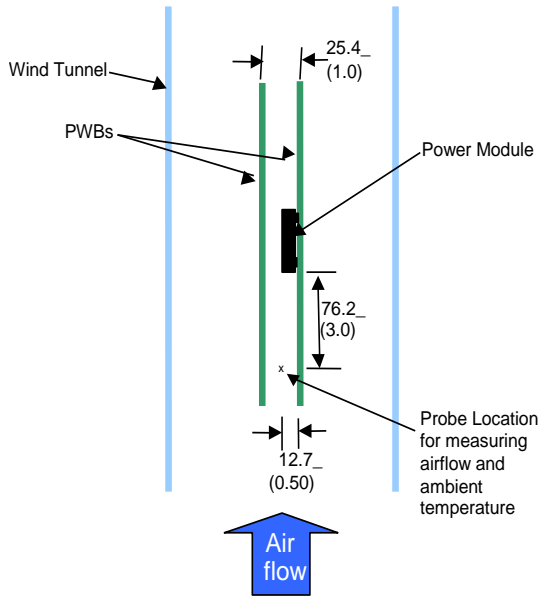 25.4_
(1.0)
Wind Tunnel
PWBs
Power Module
76.2_
(3.0)
x
Probe Location
for measuring
airflow and
ambient
temperature
12.7_
(0.50)
Air
flow